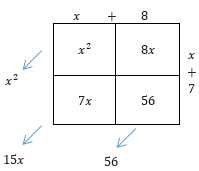 x + 8
x² 8x
x
+
7
x²
7x 56
15x 56